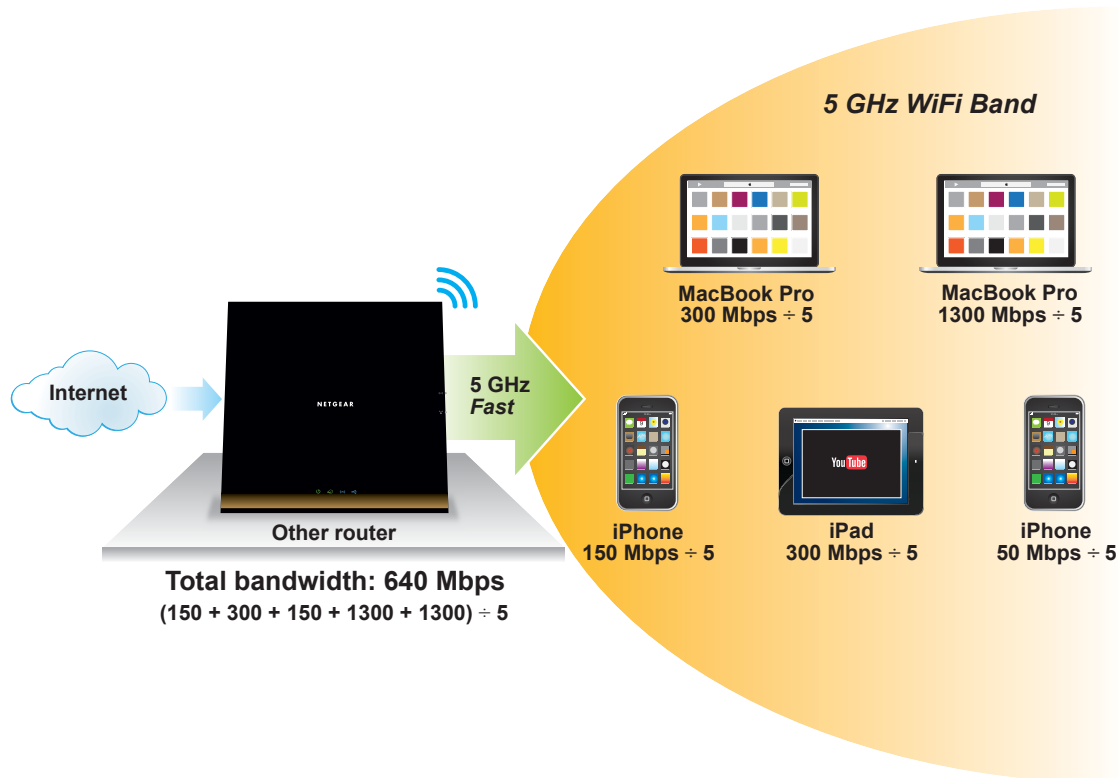 5 GHz WiFi Band
MacBook Pro
300 Mbps ÷ 5
MacBook Pro
1300 Mbps ÷ 5
Internet
NETGEAR
5 GHz
Fast
YouTube
iPhone
150 Mbps ÷ 5
iPad
300 Mbps ÷ 5
iPhone
50 Mbps ÷ 5
Other router
Total bandwidth: 640 Mbps
(150 + 300 + 150 + 1300 + 1300) ÷ 5